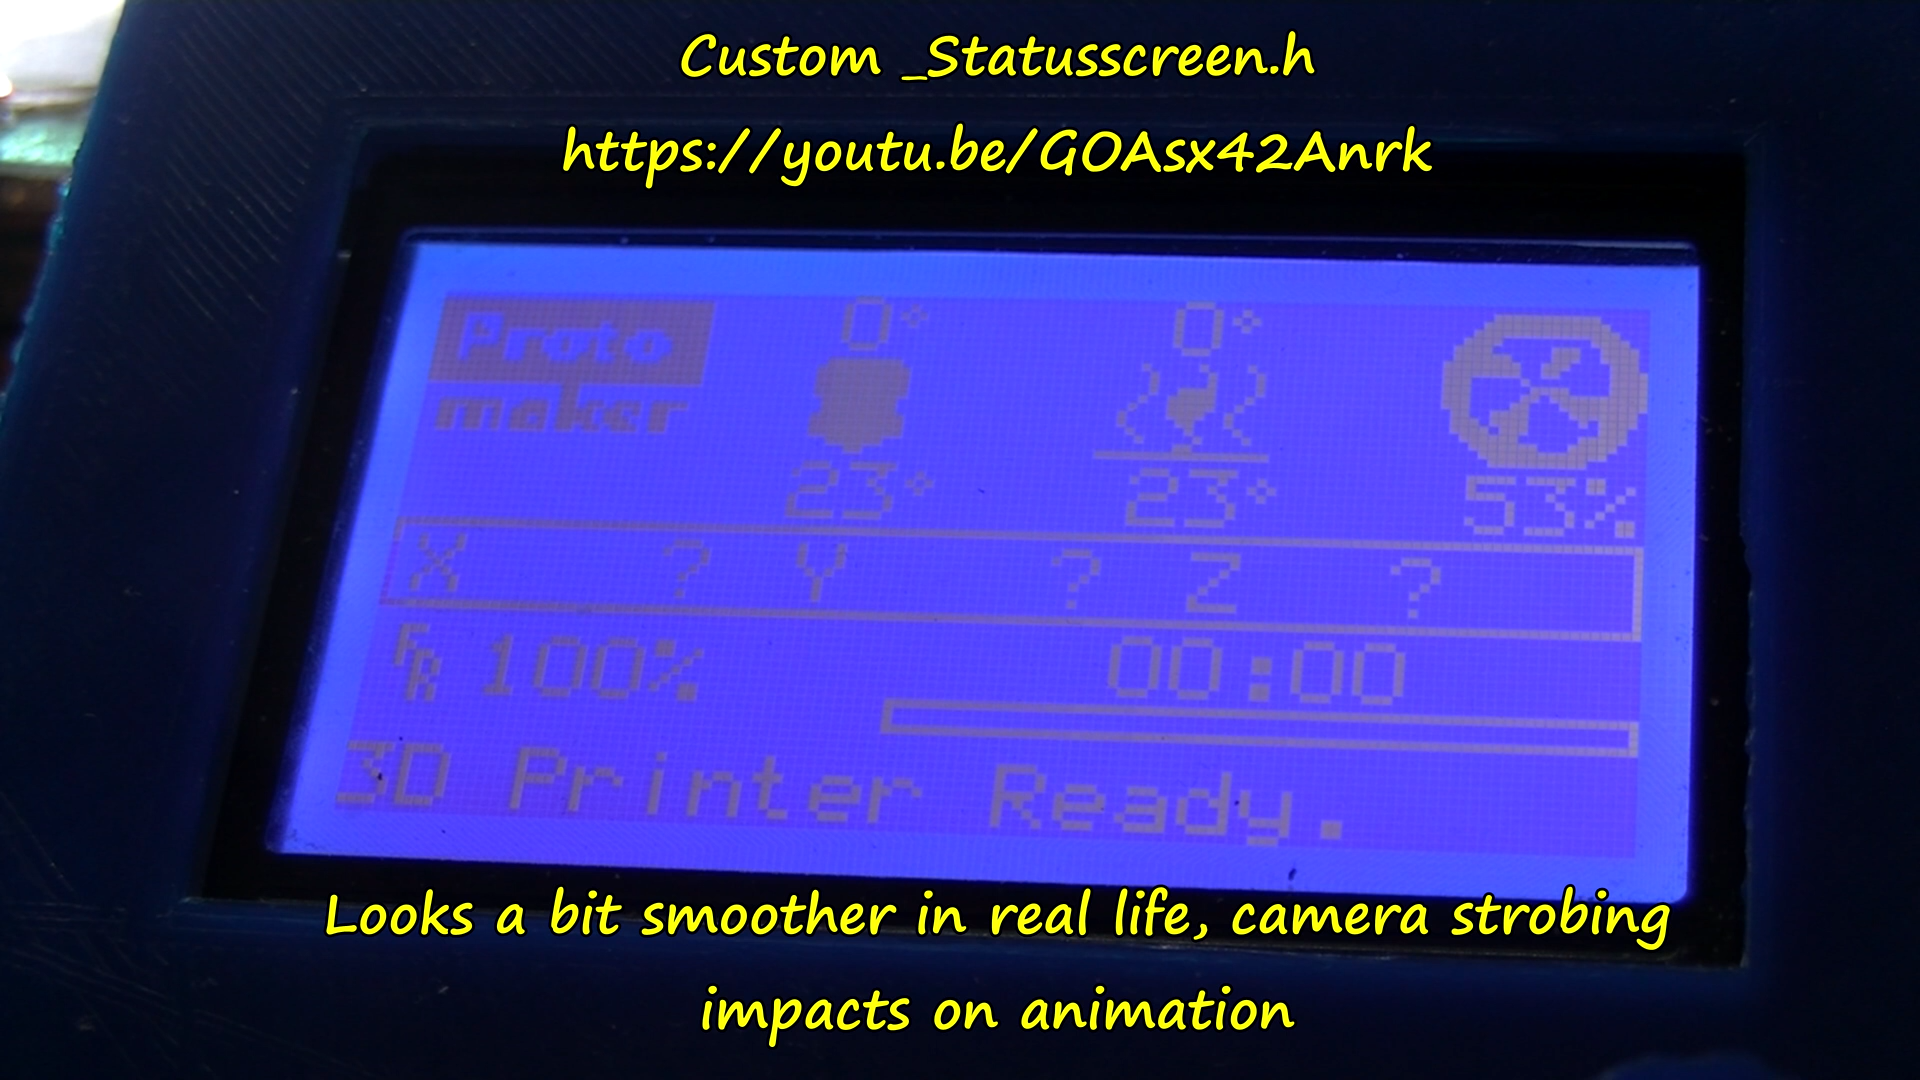 Custom _Statusscreen.h
https://youtu.be/GOAsx42Anrk
Proto 0° 0°
maker
23° 23° 53%
X ? Y ? Z ?
FR 100% 00:00
3D Printer Ready.
Looks a bit smoother in real life, camera strobing
impacts on animation